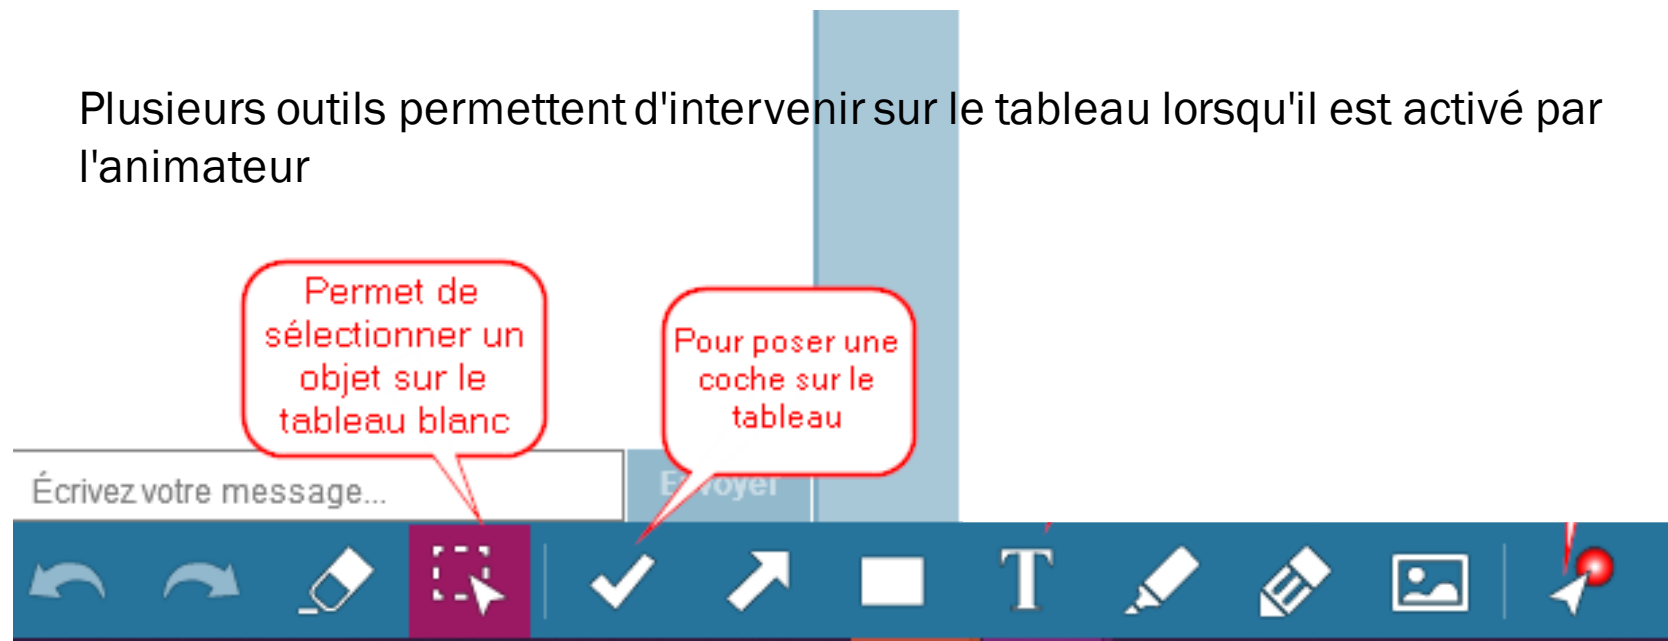 Plusieurs outils permettent d'intervenir sur le tableau lorsqu'il est activé par
l'animateur
Permet de
sélectionner un
objet sur le
tableau blanc
Pour poser une
coche sur le
tableau
Écrivez votre message...
Envoyer
T